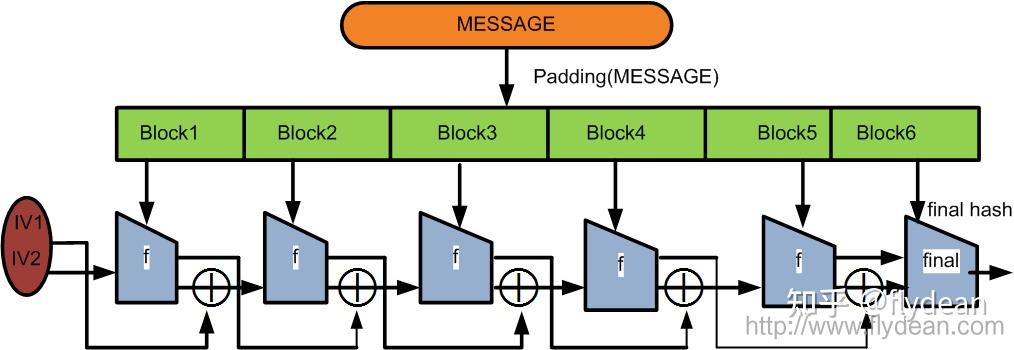 MESSAGE
Padding(MESSAGE)
Block1 Block2 Block3 Block4 Block5 Block6
IV1
IV2
final hash
f f f f f final
知乎 @flydean
http://www.flydean.com